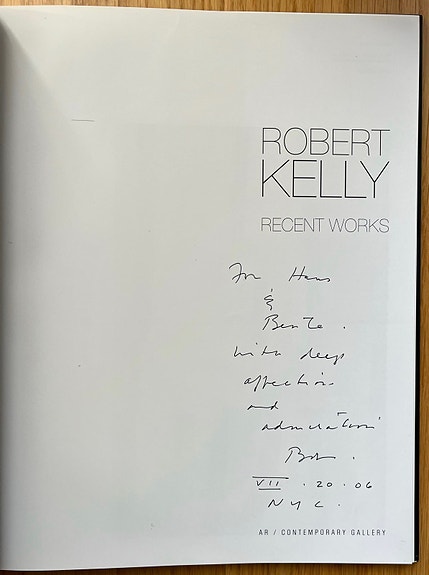 ROBERT
KELLY
RECENT WORKS
For Hans
&
Bente.
with deep
affection
and
admiration
Bob.
VII . 20 . 06
NYC.
AR / CONTEMPORARY GALLERY